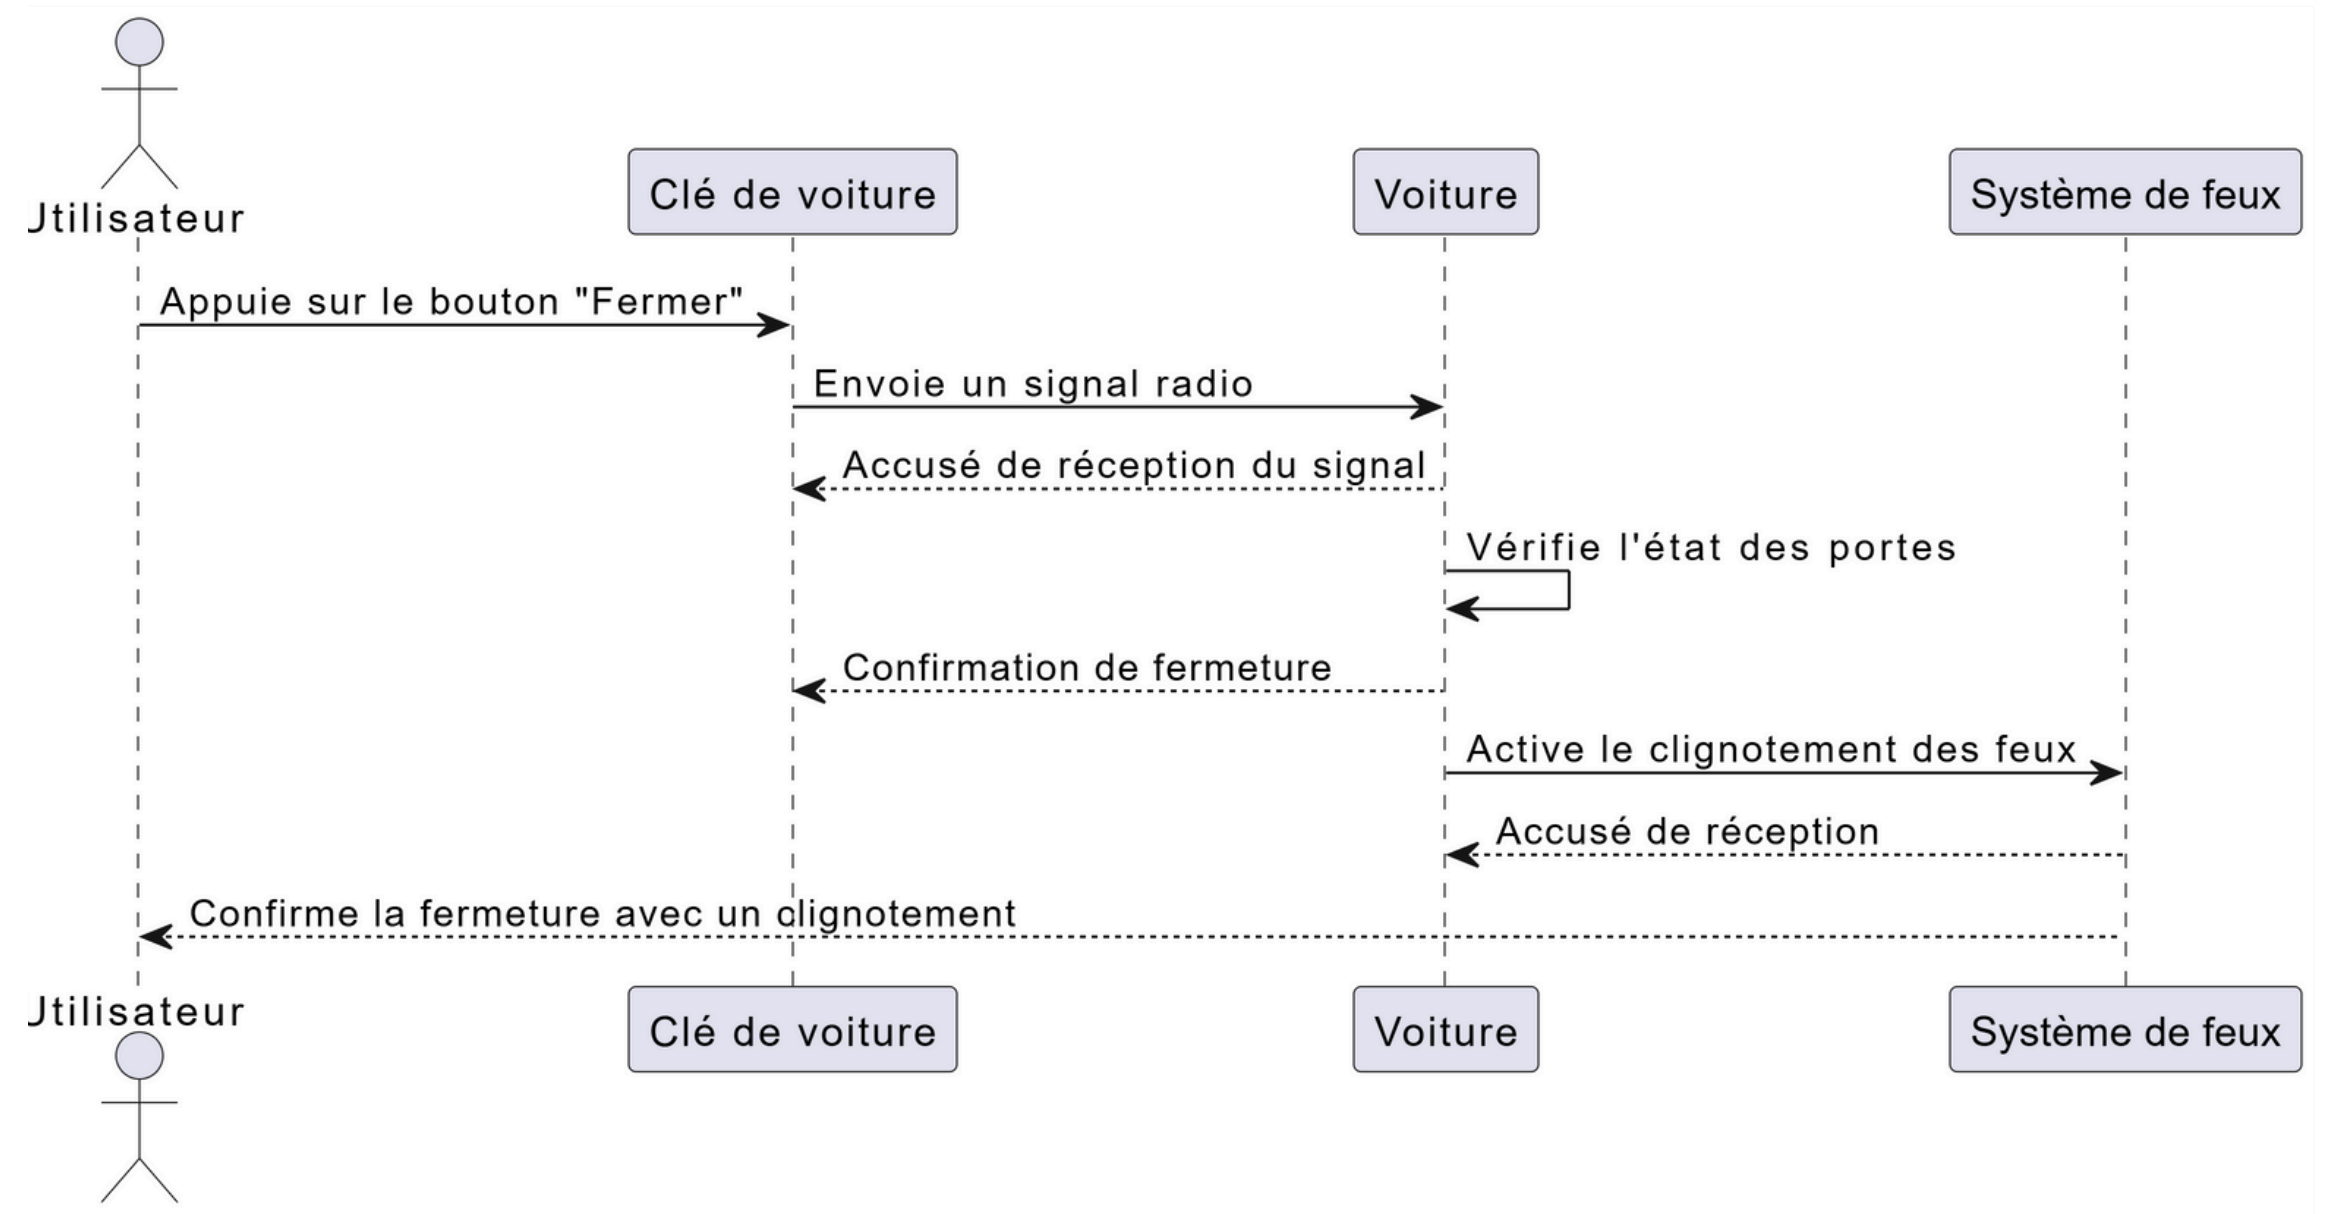 Utilisateur
Clé de voiture
Voiture
Système de feux
Appuie sur le bouton "Fermer"
Envoie un signal radio
Accusé de réception du signal
Vérifie l'état des portes
Confirmation de fermeture
Active le clignotement des feux
Accusé de réception
Confirme la fermeture avec un clignotement
Utilisateur
Clé de voiture
Voiture
Système de feux